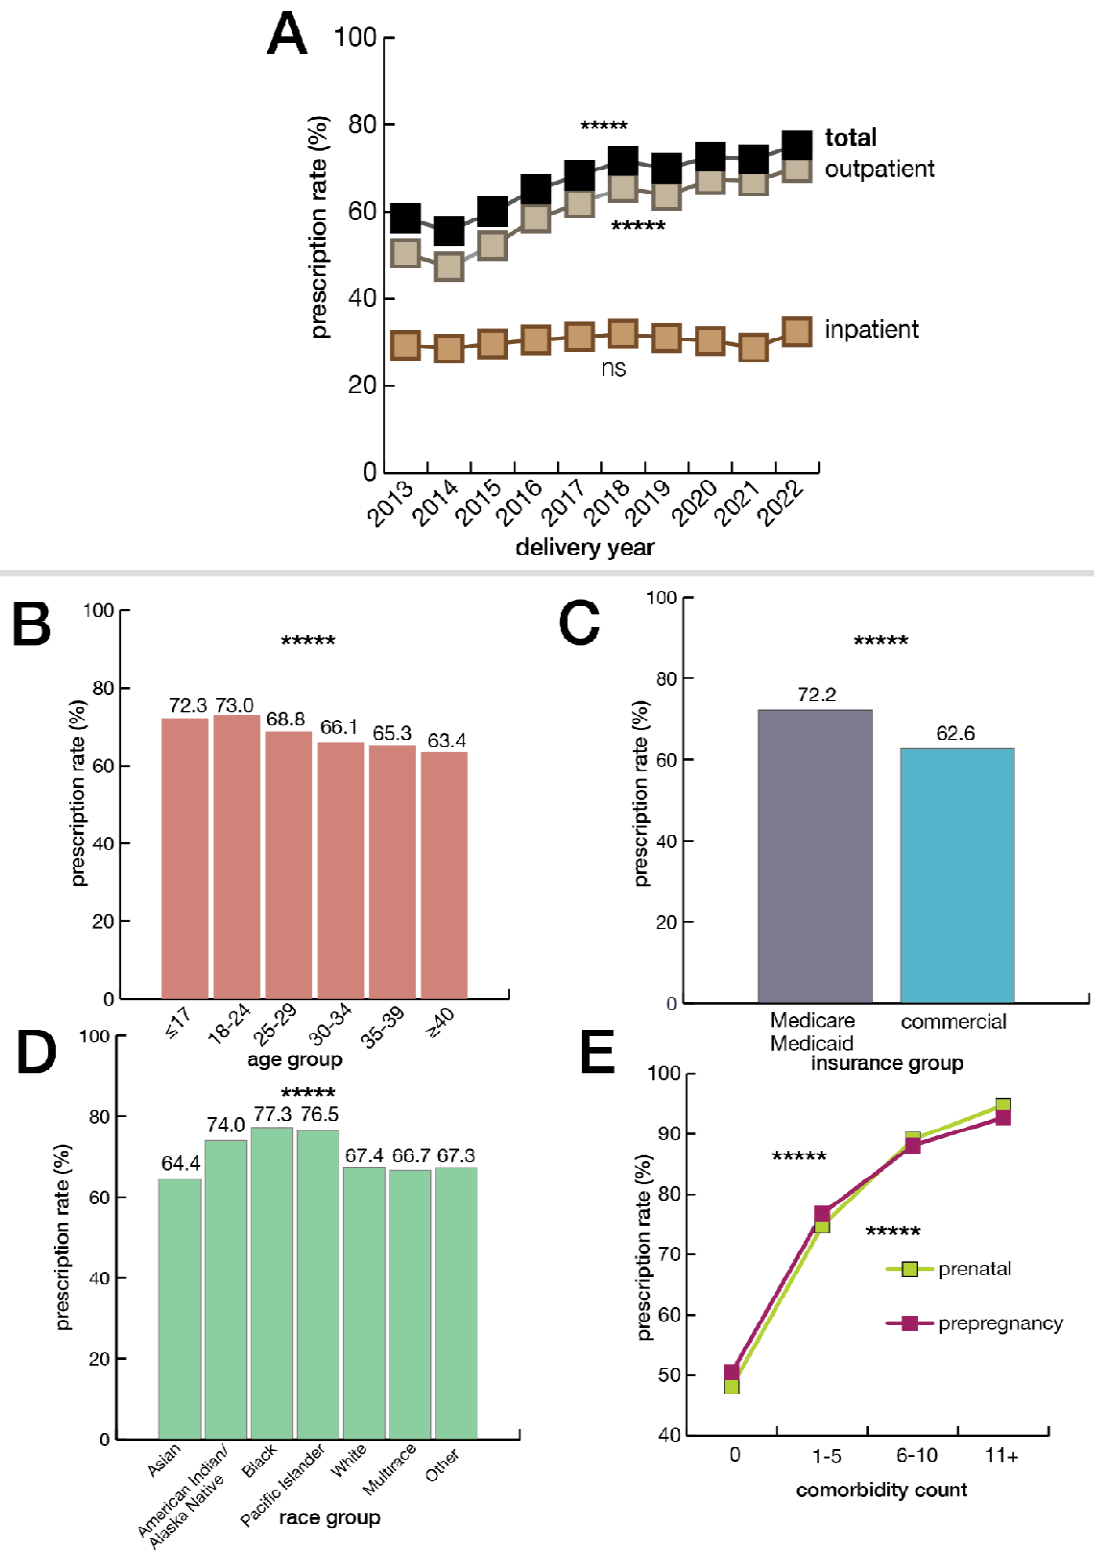 A
100
80
60
40
20
0
prescription rate (%)
*****
total
outpatient
*****
inpatient
ns
2013 2014 2015 2016 2017 2018 2019 2020 2021 2022
delivery year
B
100
80
60
40
20
0
prescription rate (%)
*****
72.3 73.0 68.8 66.1 65.3 63.4
≤17 18-24 25-29 30-34 35-39 ≥40
age group
C
100
80
60
40
20
0
prescription rate (%)
*****
72.2
62.6
Medicare
Medicaid
commercial
insurance group
D
100
80
60
40
20
0
prescription rate (%)
*****
64.4 74.0 77.3 76.5 67.4 66.7 67.3
Asian
American Indian/
Alaska Native
Black
Pacific Islander
White
Multirace
Other
race group
E
100
90
80
70
60
50
40
prescription rate (%)
*****
*****
prenatal
prepregnancy
0 1-5 6-10 11+
comorbidity count